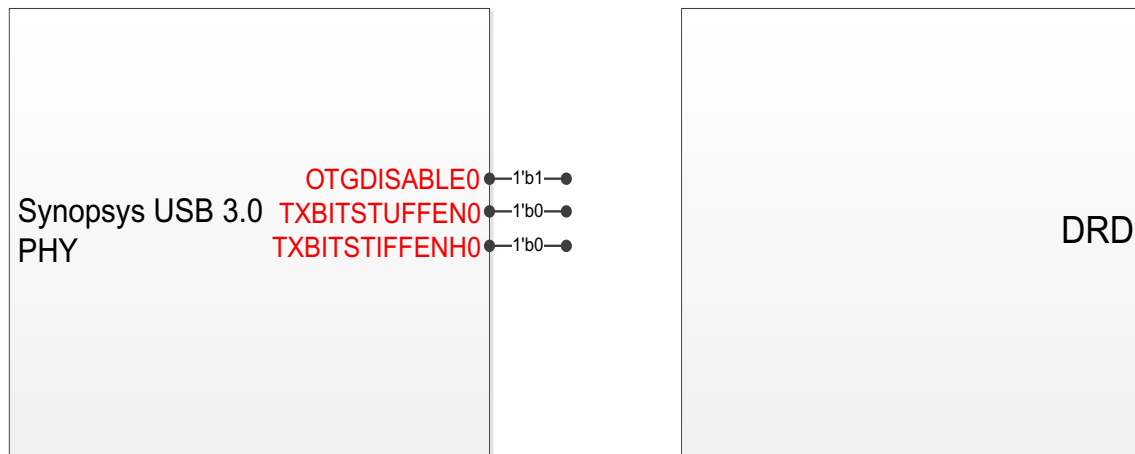 OTGDISABLE0 1'b1
Synopsys USB 3.0 TXBITSTUFFEN0 1'b0
PHY TXBITSTIFFENH0 1'b0
DRD